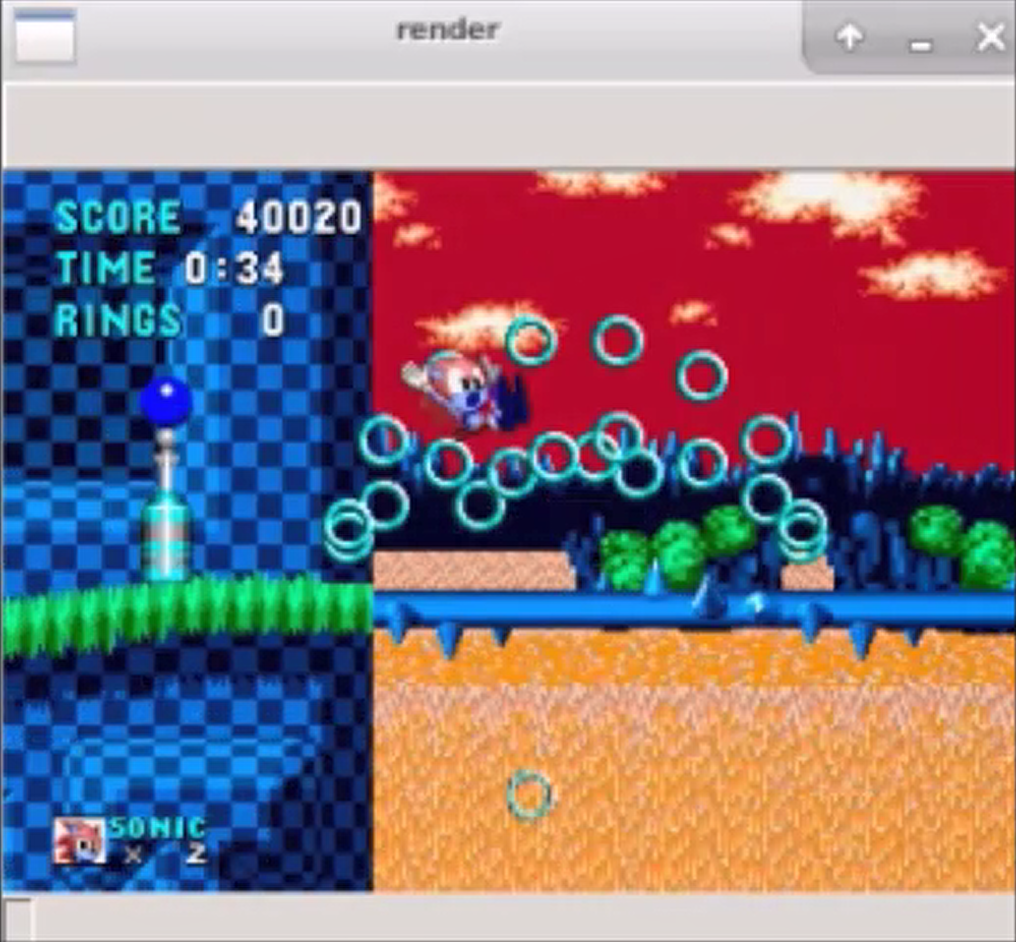 render
SCORE 40020
TIME 0:34
RINGS 0
SONIC
× 2